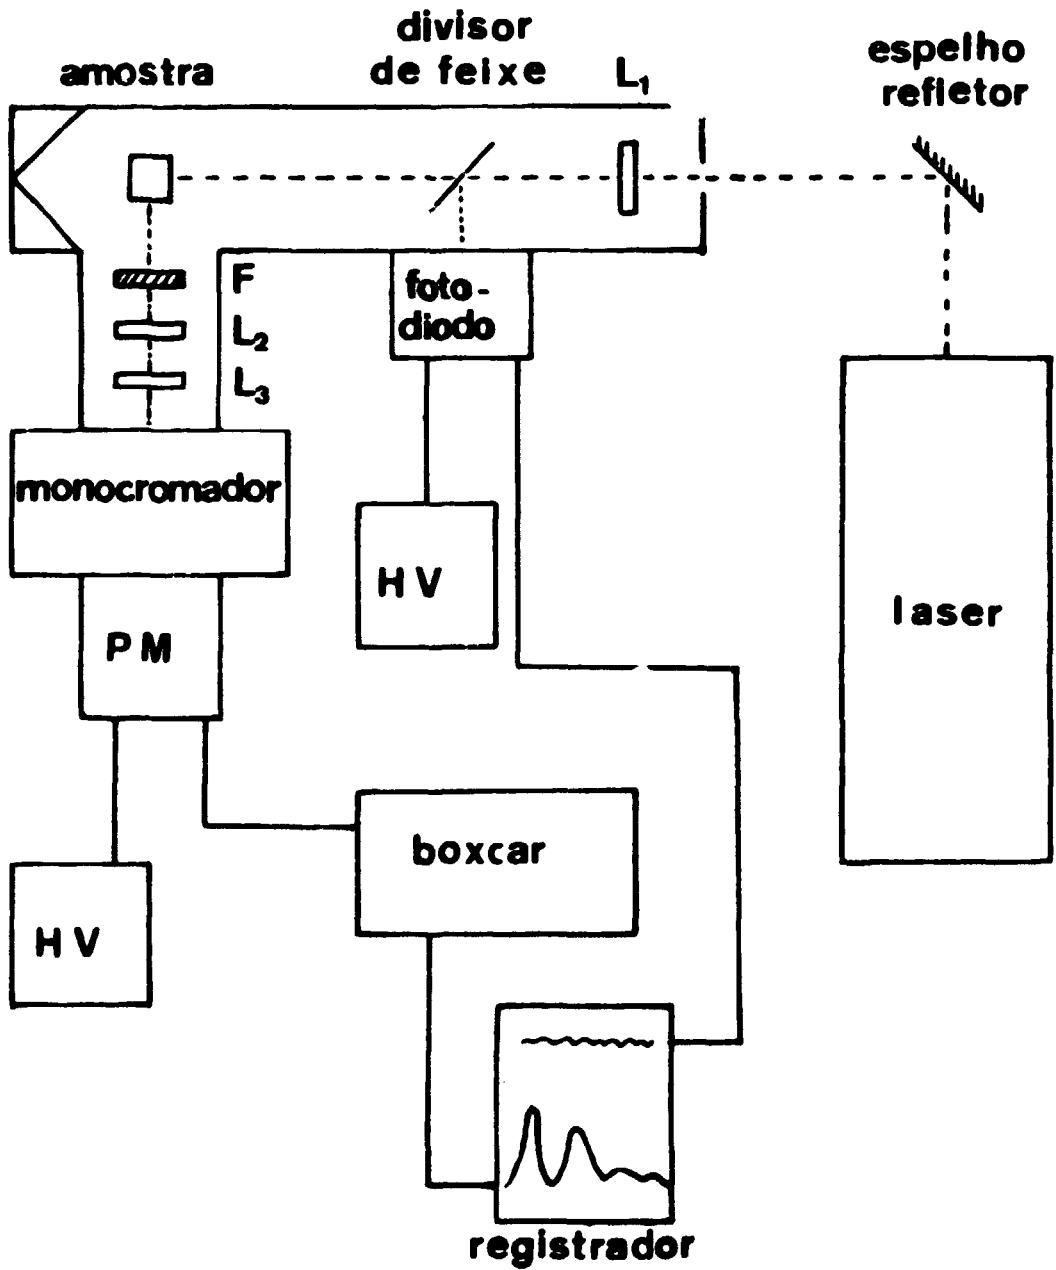 divisor
de feixe
amostra
L₁
espelho
refletor
F
L₂
L₃
foto-
diodo
monocromador
HV
laser
PM
boxcar
HV
registrador